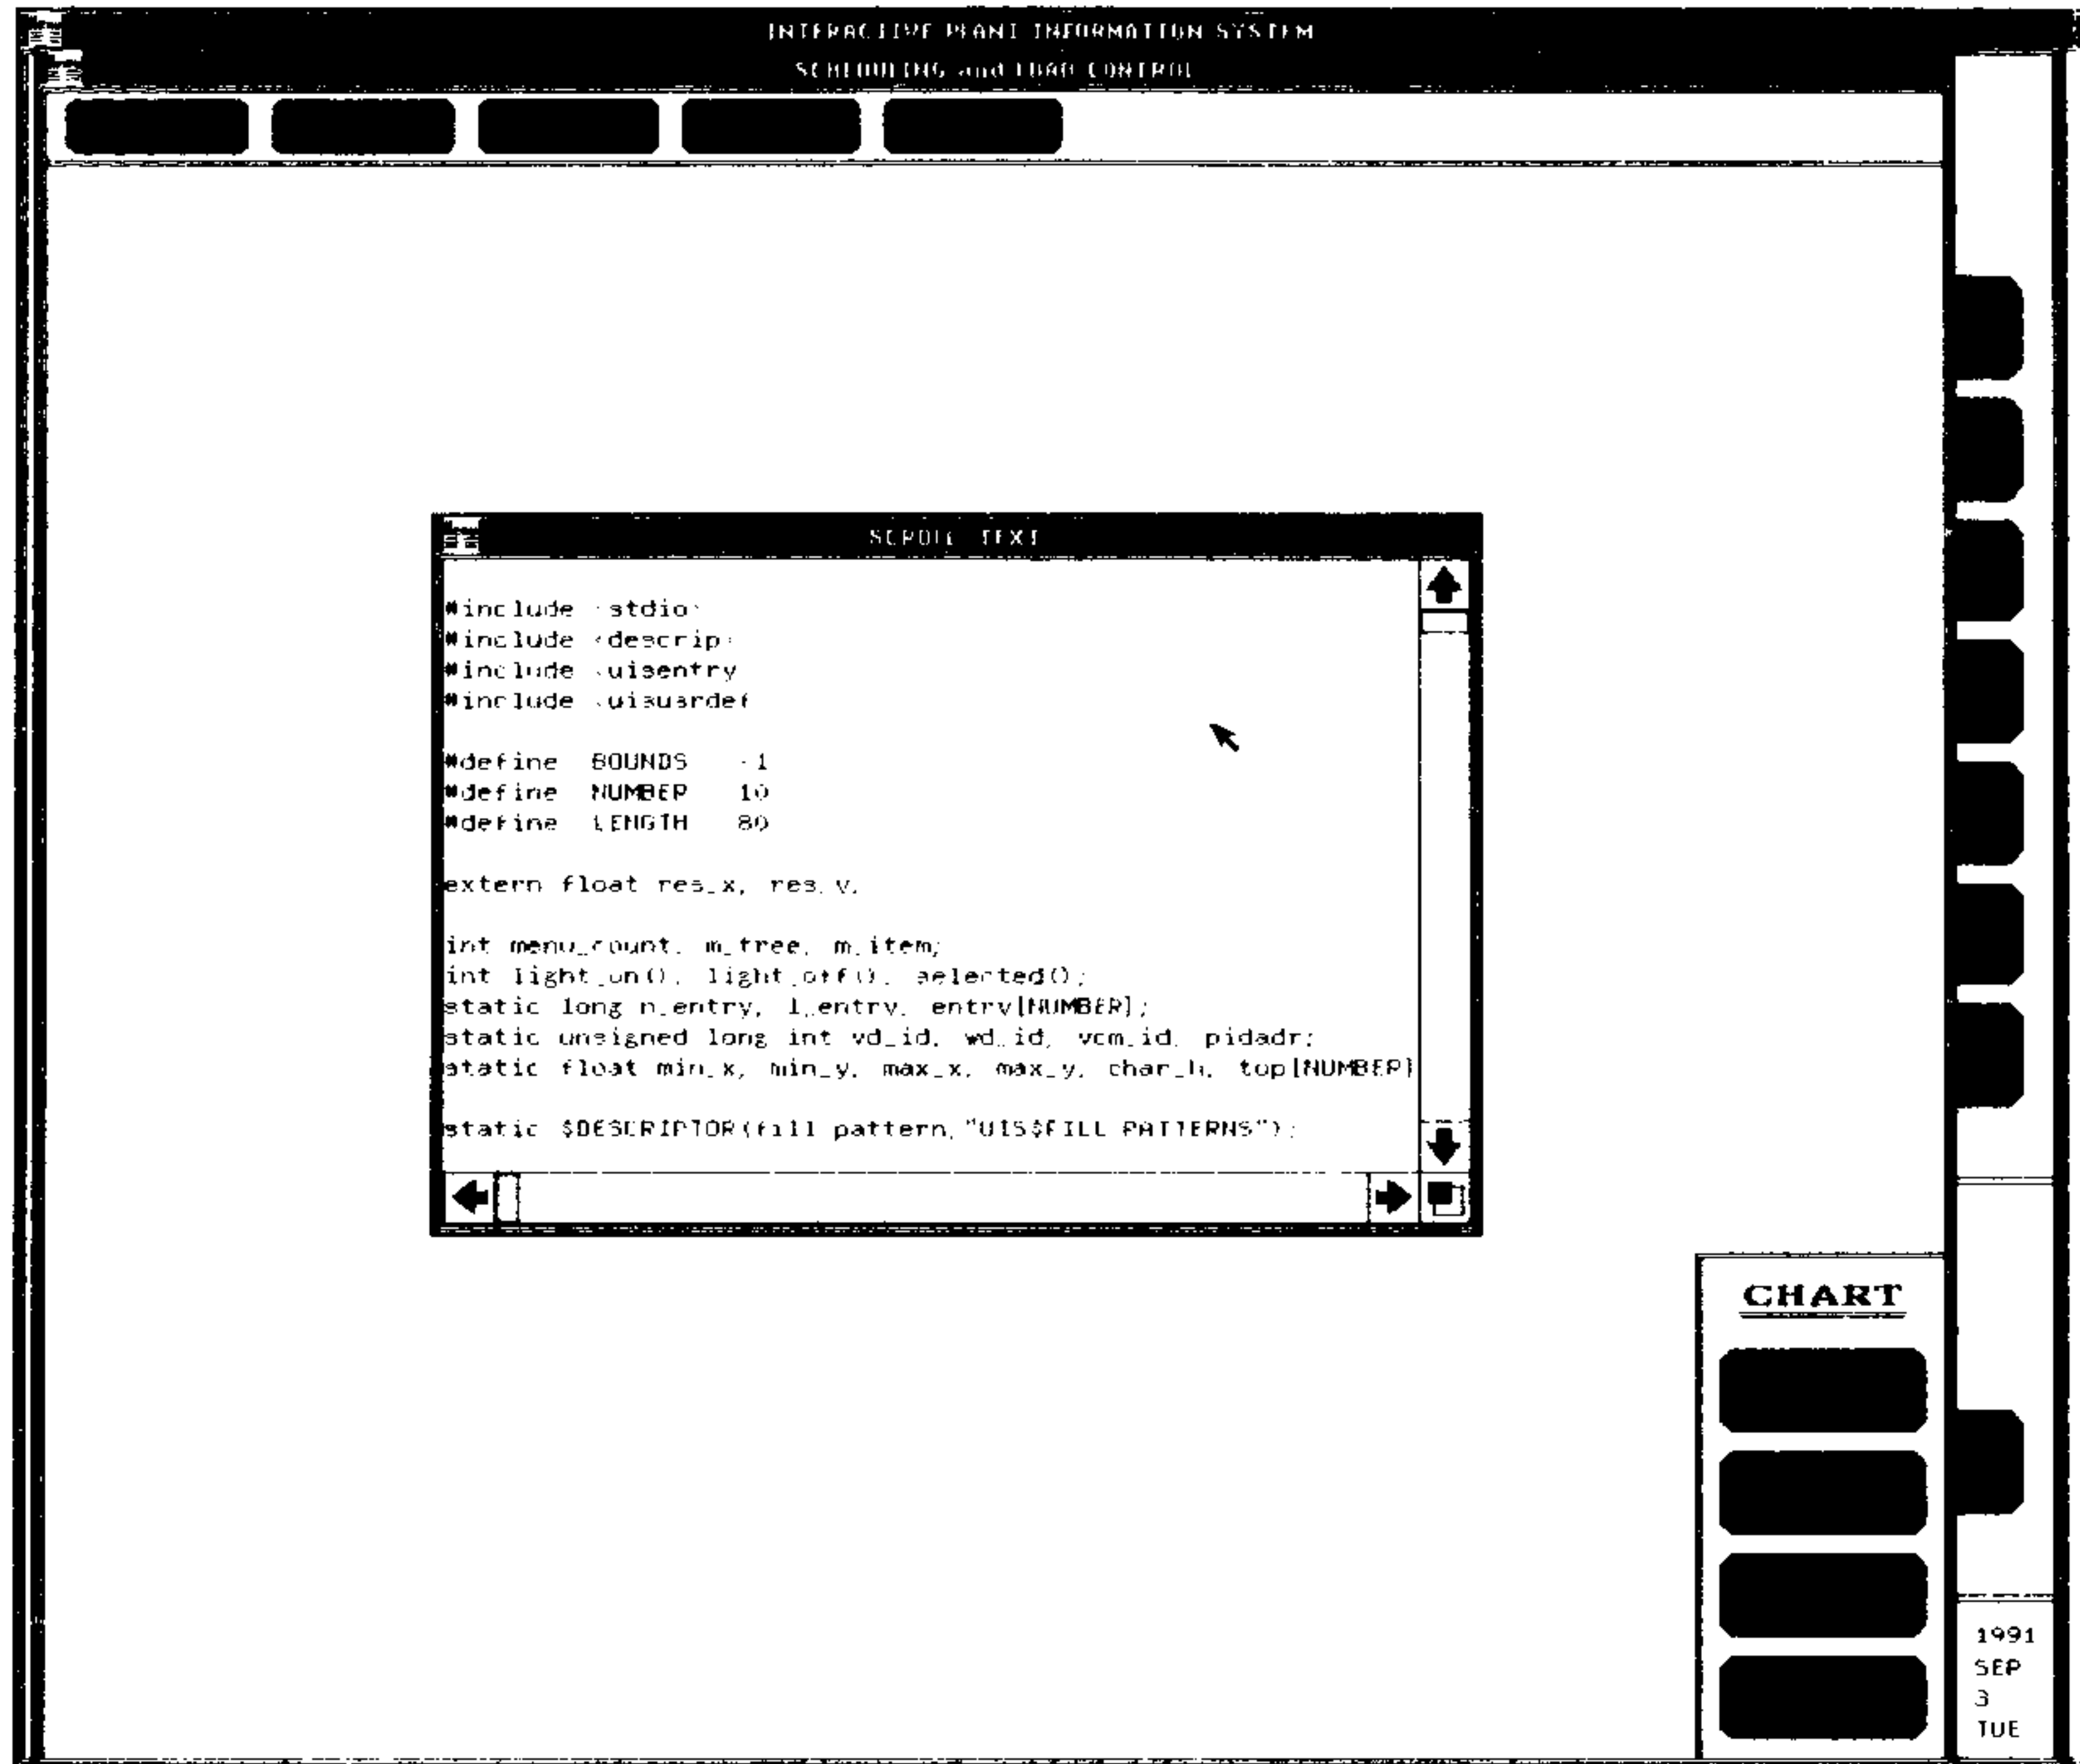 INTERACTIVE PLANT INFORMATION SYSTEM
SCHEDULING and LOAD CONTROL
SCROLL TEXT
#include <stdio>
#include <descrip>
#include <uisentry
#include <uisusrdef
#define BOUNDS -1
#define NUMBER 10
#define LENGTH 80
extern float res_x, res_y,
int menu_count, m_tree, m_item;
int light_on(), light_off(), selected();
static long n_entry, l_entry, entry[NUMBER];
static unsigned long int vd_id, wd_id, vcm_id, pidadr;
static float min_x, min_y, max_x, max_y, char_h, top[NUMBER]
static $DESCRIPTOR(fill_pattern,"UIS$FILL_PATTERNS");
CHART
1991
SEP
3
TUE